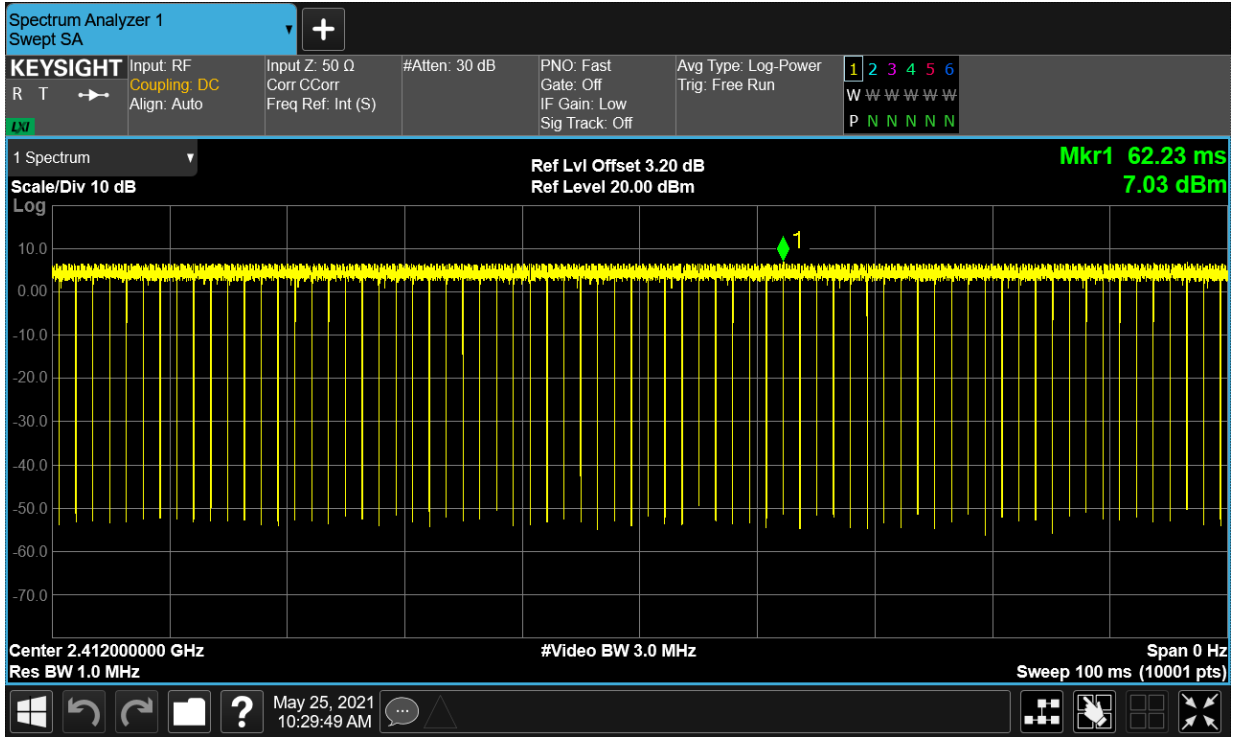 Spectrum Analyzer 1
Swept SA
KEYSIGHT
R T
LXI
Input: RF
Coupling: DC
Align: Auto
Input Z: 50 Ω
Corr CCorr
Freq Ref: Int (S)
#Atten: 30 dB
PNO: Fast
Gate: Off
IF Gain: Low
Sig Track: Off
Avg Type: Log-Power
Trig: Free Run
1 2 3 4 5 6
W W W W W W
P N N N N N
1 Spectrum
Scale/Div 10 dB
Log
Ref Lvl Offset 3.20 dB
Ref Level 20.00 dBm
Mkr1 62.23 ms
7.03 dBm
1
10.0
0.00
-10.0
-20.0
-30.0
-40.0
-50.0
-60.0
-70.0
Center 2.412000000 GHz
Res BW 1.0 MHz
#Video BW 3.0 MHz
Span 0 Hz
Sweep 100 ms (10001 pts)
?
May 25, 2021
10:29:49 AM